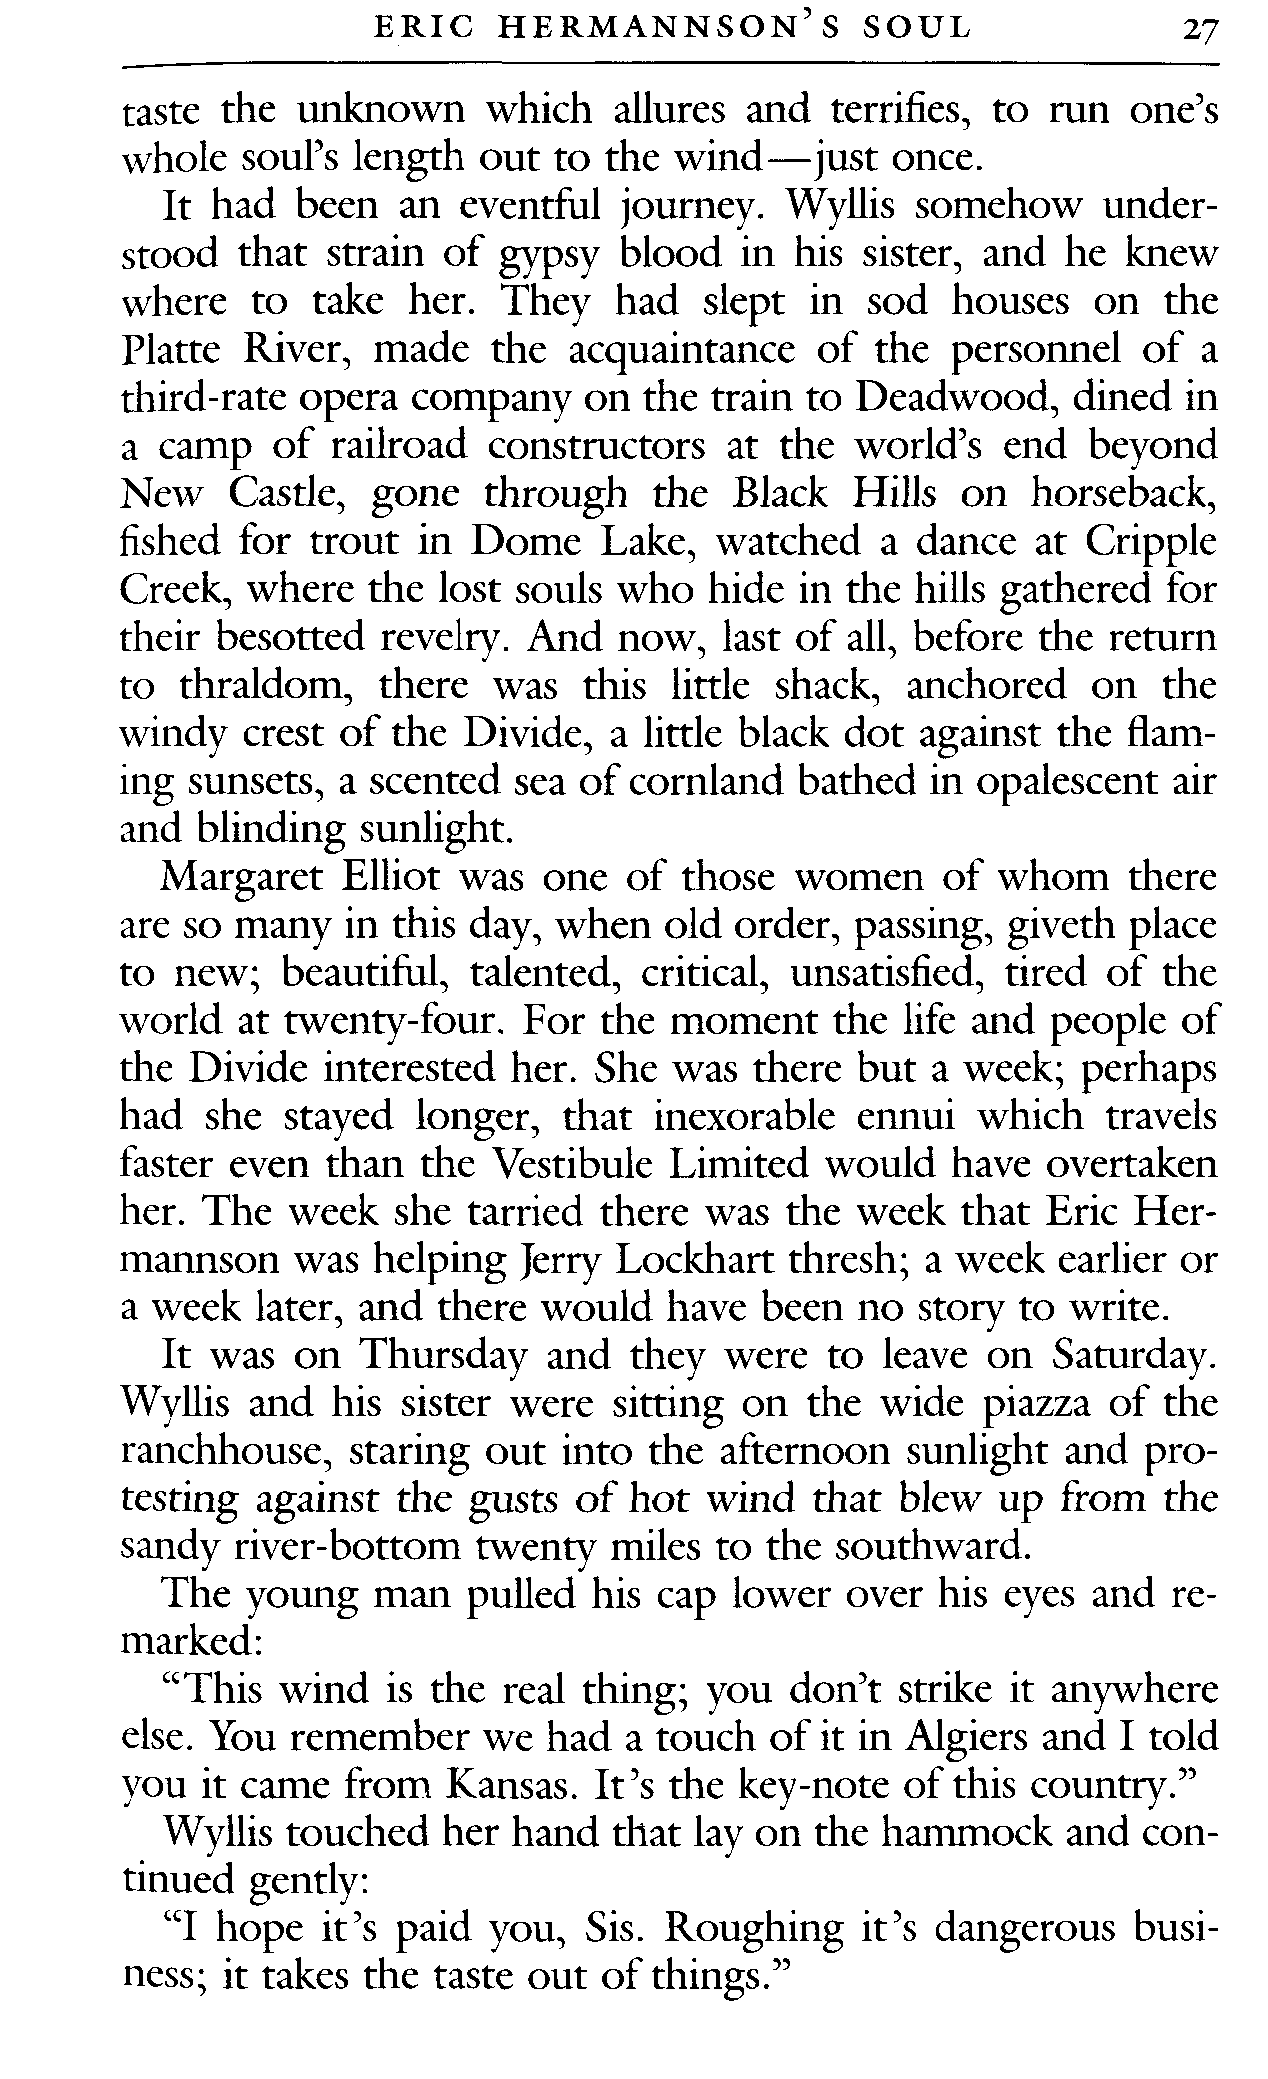 ERIC HERMANNSON'S SOUL 27
taste the unknown which allures and terrifies, to run one's
whole soul's length out to the wind—just once.
It had been an eventful journey. Wyllis somehow under-
stood that strain of gypsy blood in his sister, and he knew
where to take her. They had slept in sod houses on the
Platte River, made the acquaintance of the personnel of a
third-rate opera company on the train to Deadwood, dined in
a camp of railroad constructors at the world's end beyond
New Castle, gone through the Black Hills on horseback,
fished for trout in Dome Lake, watched a dance at Cripple
Creek, where the lost souls who hide in the hills gathered for
their besotted revelry. And now, last of all, before the return
to thraldom, there was this little shack, anchored on the
windy crest of the Divide, a little black dot against the flam-
ing sunsets, a scented sea of cornland bathed in opalescent air
and blinding sunlight.
Margaret Elliot was one of those women of whom there
are so many in this day, when old order, passing, giveth place
to new; beautiful, talented, critical, unsatisfied, tired of the
world at twenty-four. For the moment the life and people of
the Divide interested her. She was there but a week; perhaps
had she stayed longer, that inexorable ennui which travels
faster even than the Vestibule Limited would have overtaken
her. The week she tarried there was the week that Eric Her-
mannson was helping Jerry Lockhart thresh; a week earlier or
a week later, and there would have been no story to write.
It was on Thursday and they were to leave on Saturday.
Wyllis and his sister were sitting on the wide piazza of the
ranchhouse, staring out into the afternoon sunlight and pro-
testing against the gusts of hot wind that blew up from the
sandy river-bottom twenty miles to the southward.
The young man pulled his cap lower over his eyes and re-
marked:
"This wind is the real thing; you don't strike it anywhere
else. You remember we had a touch of it in Algiers and I told
you it came from Kansas. It's the key-note of this country."
Wyllis touched her hand that lay on the hammock and con-
tinued gently:
"I hope it's paid you, Sis. Roughing it's dangerous busi-
ness; it takes the taste out of things."